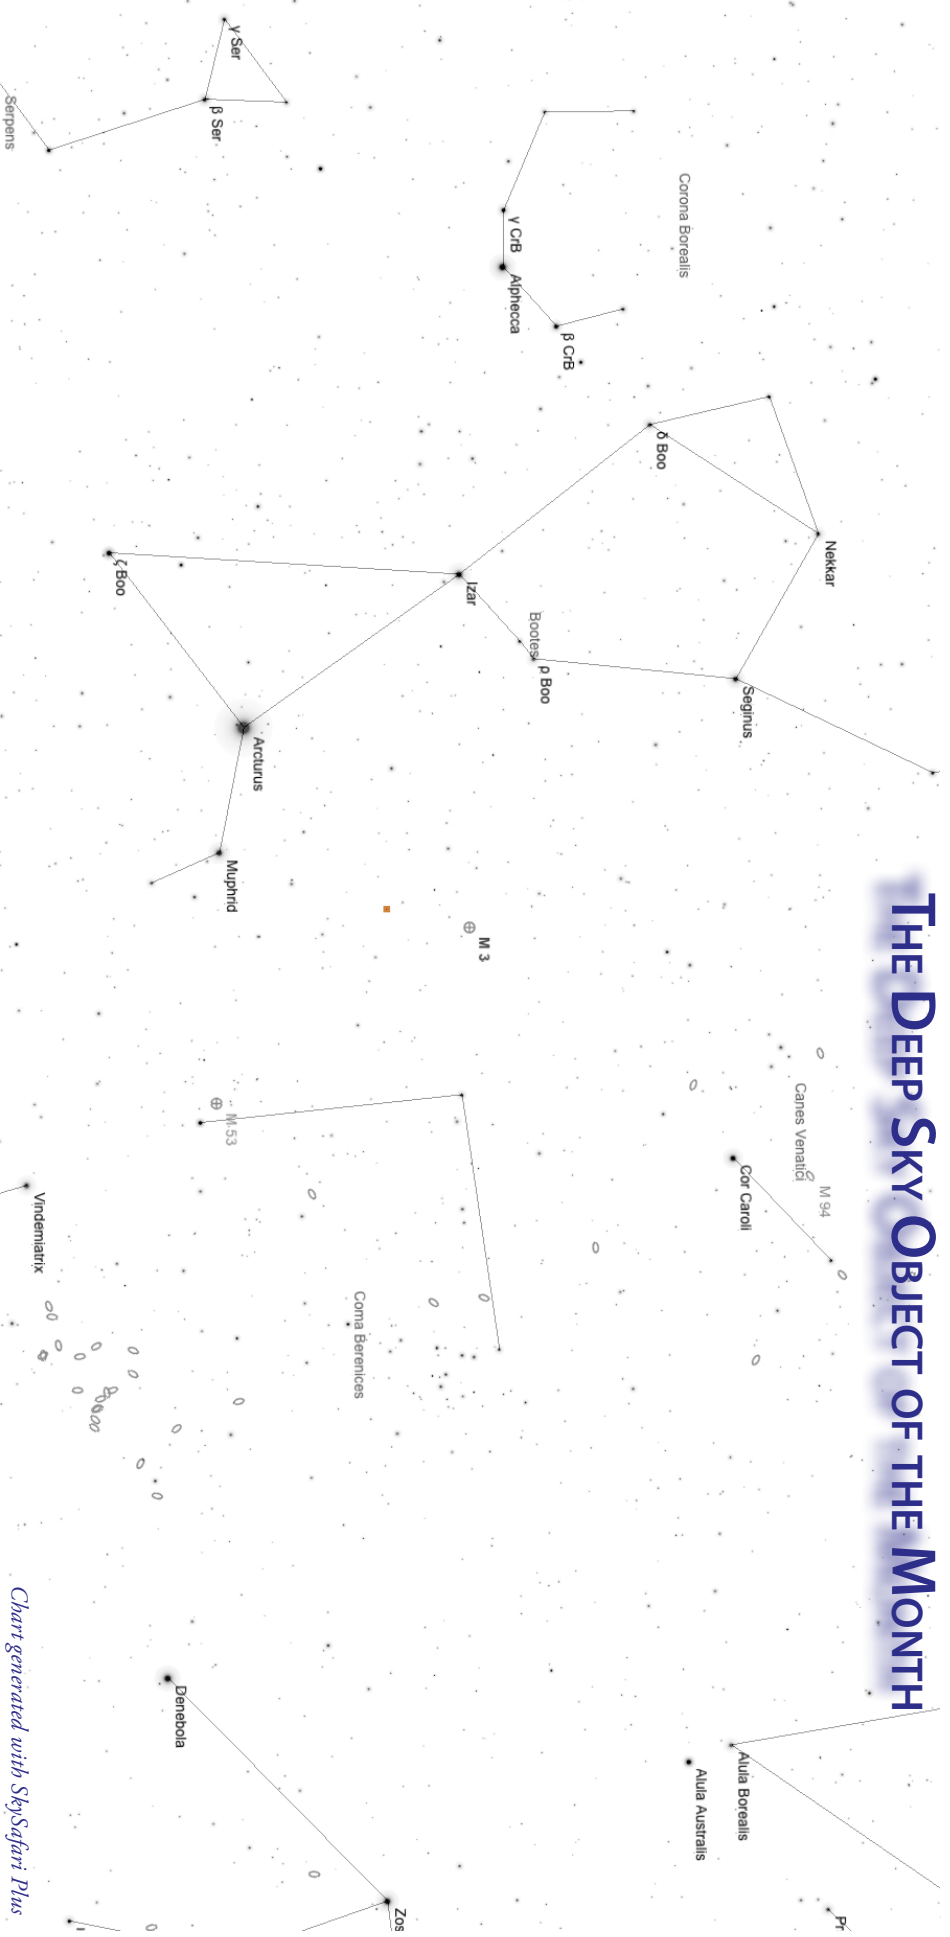 THE DEEP SKY OBJECT OF THE MONTH
Nekkar
Seginus
Canes Venatici
M 94
Cor Caroli
Alula Borealis
Alula Australis
Pr
Corona Borealis
δ Boo
β CrB
γ CrB
Alphecca
Bootes
ρ Boo
Izar
M 3
Coma Berenices
Zos
γ Ser
β Ser
Arcturus
Muphrid
M 53
Denebola
ζ Boo
Vindemiatrix
Serpens
Chart generated with SkySafari Plus